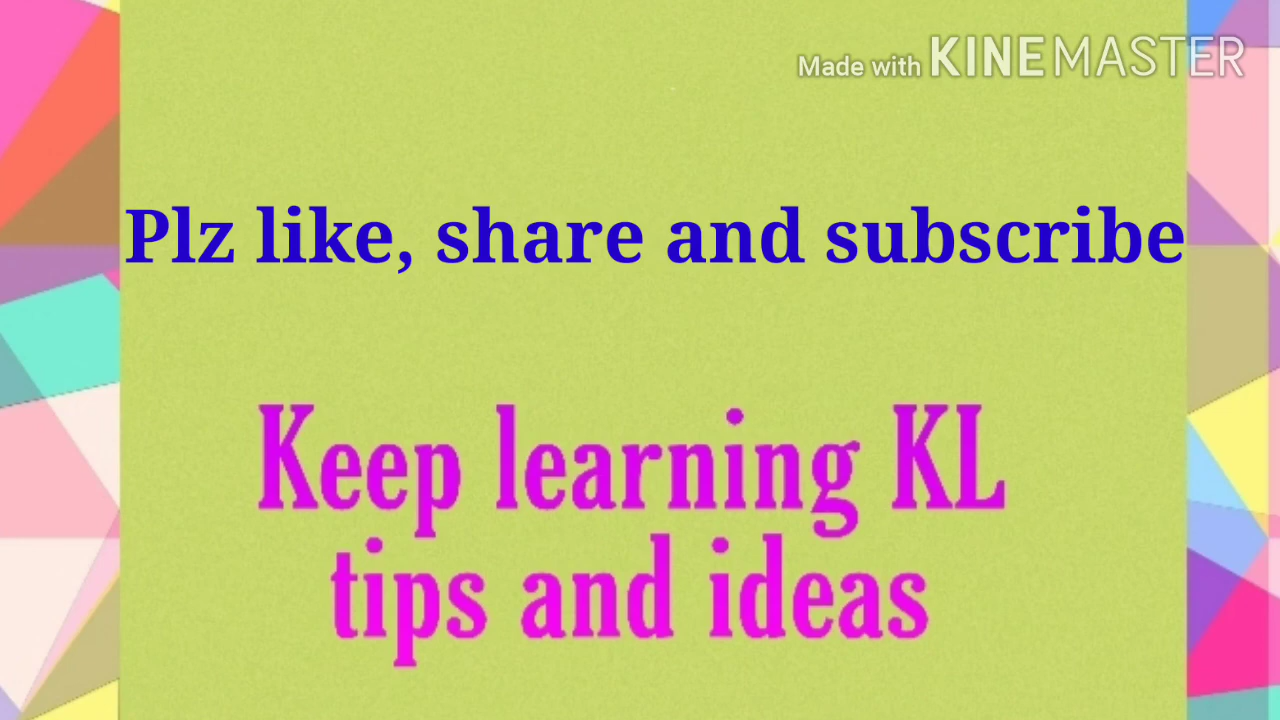 Made with KINEMASTER
Plz like, share and subscribe
Keep learning KL
tips and ideas